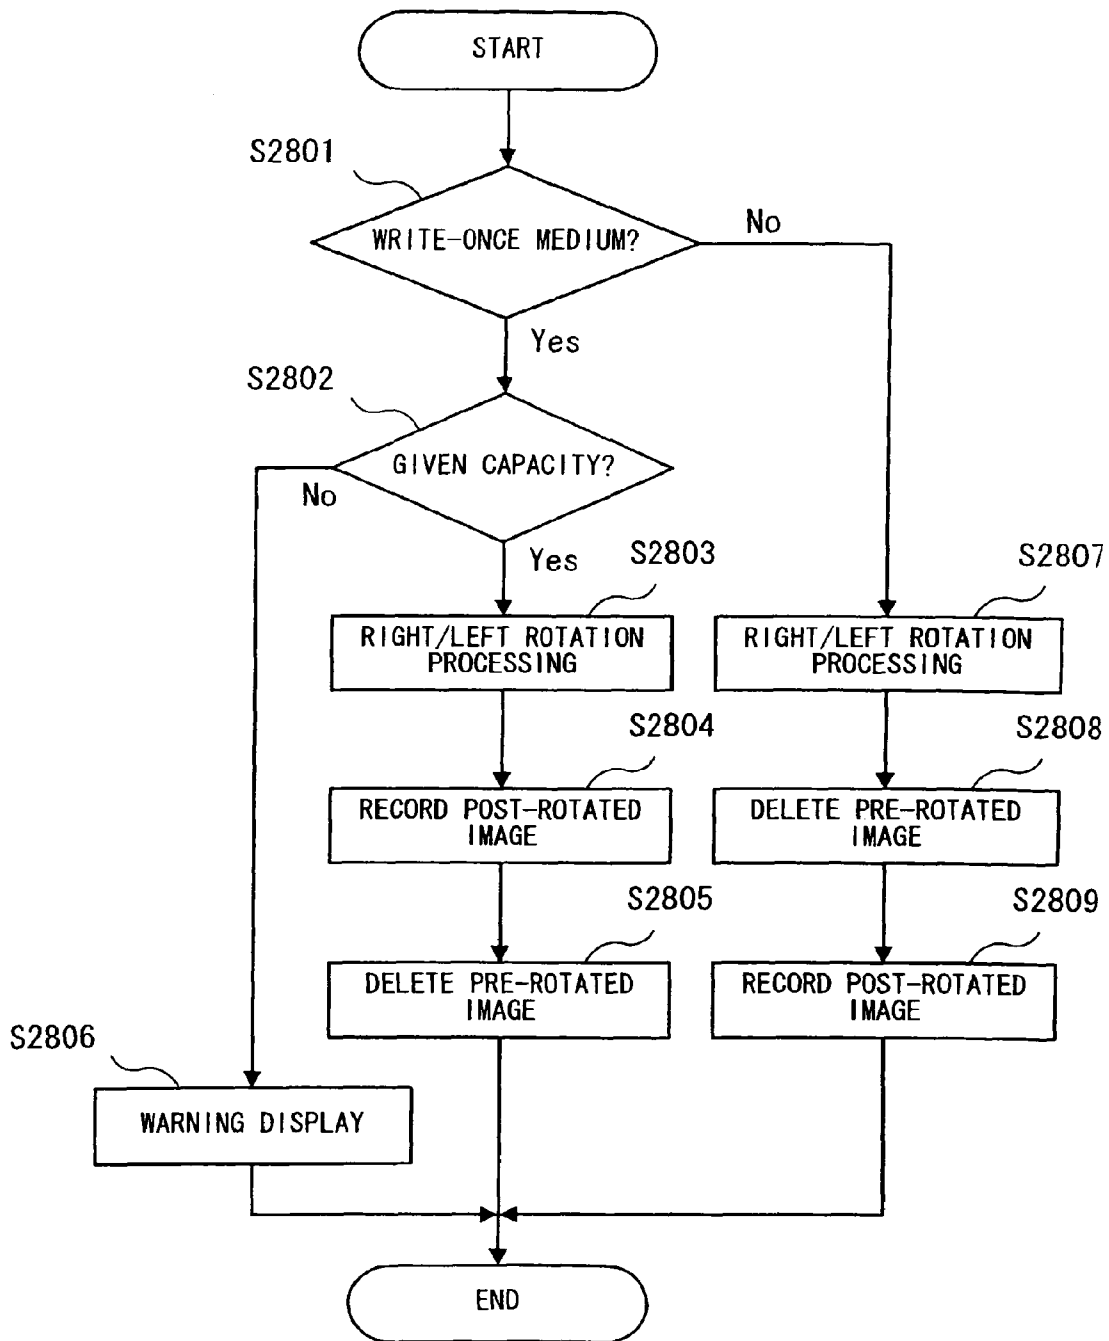 START
S2801
WRITE-ONCE MEDIUM?
No
Yes
S2802
GIVEN CAPACITY?
No
Yes
S2803
S2807
RIGHT/LEFT ROTATION
PROCESSING
RIGHT/LEFT ROTATION
PROCESSING
S2804
S2808
RECORD POST-ROTATED
IMAGE
DELETE PRE-ROTATED
IMAGE
S2805
S2809
DELETE PRE-ROTATED
IMAGE
RECORD POST-ROTATED
IMAGE
S2806
WARNING DISPLAY
END